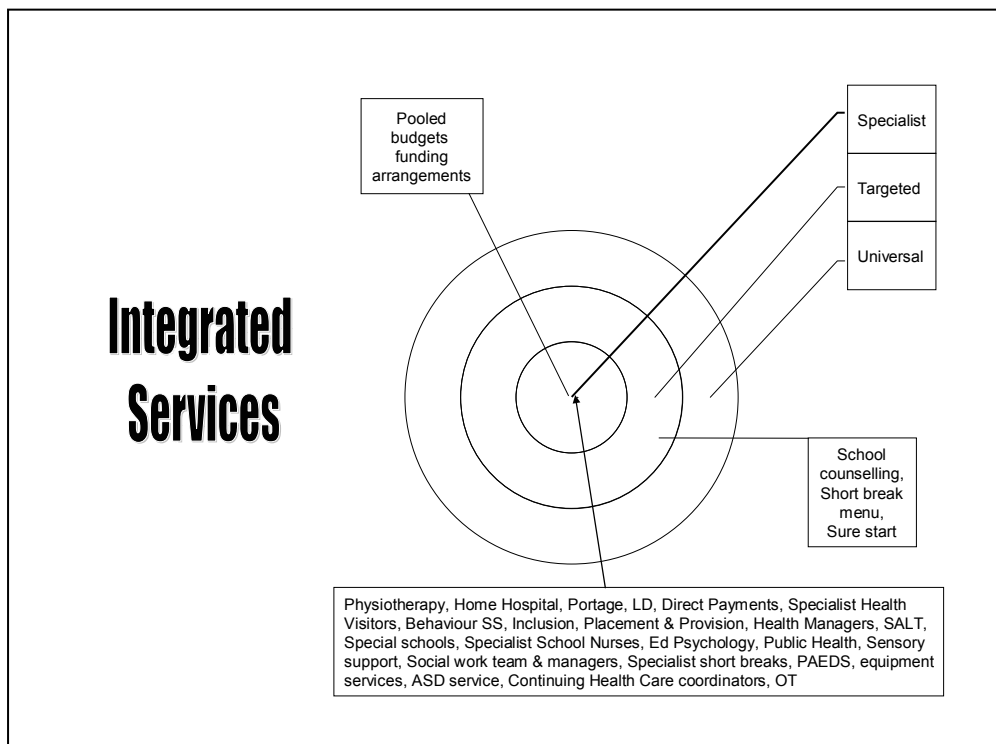 Integrated
Services
Pooled
budgets
funding
arrangements
Specialist
Targeted
Universal
School
counselling,
Short break
menu,
Sure start
Physiotherapy, Home Hospital, Portage, LD, Direct Payments, Specialist Health
Visitors, Behaviour SS, Inclusion, Placement & Provision, Health Managers, SALT,
Special schools, Specialist School Nurses, Ed Psychology, Public Health, Sensory
support, Social work team & managers, Specialist short breaks, PAEDS, equipment
services, ASD service, Continuing Health Care coordinators, OT